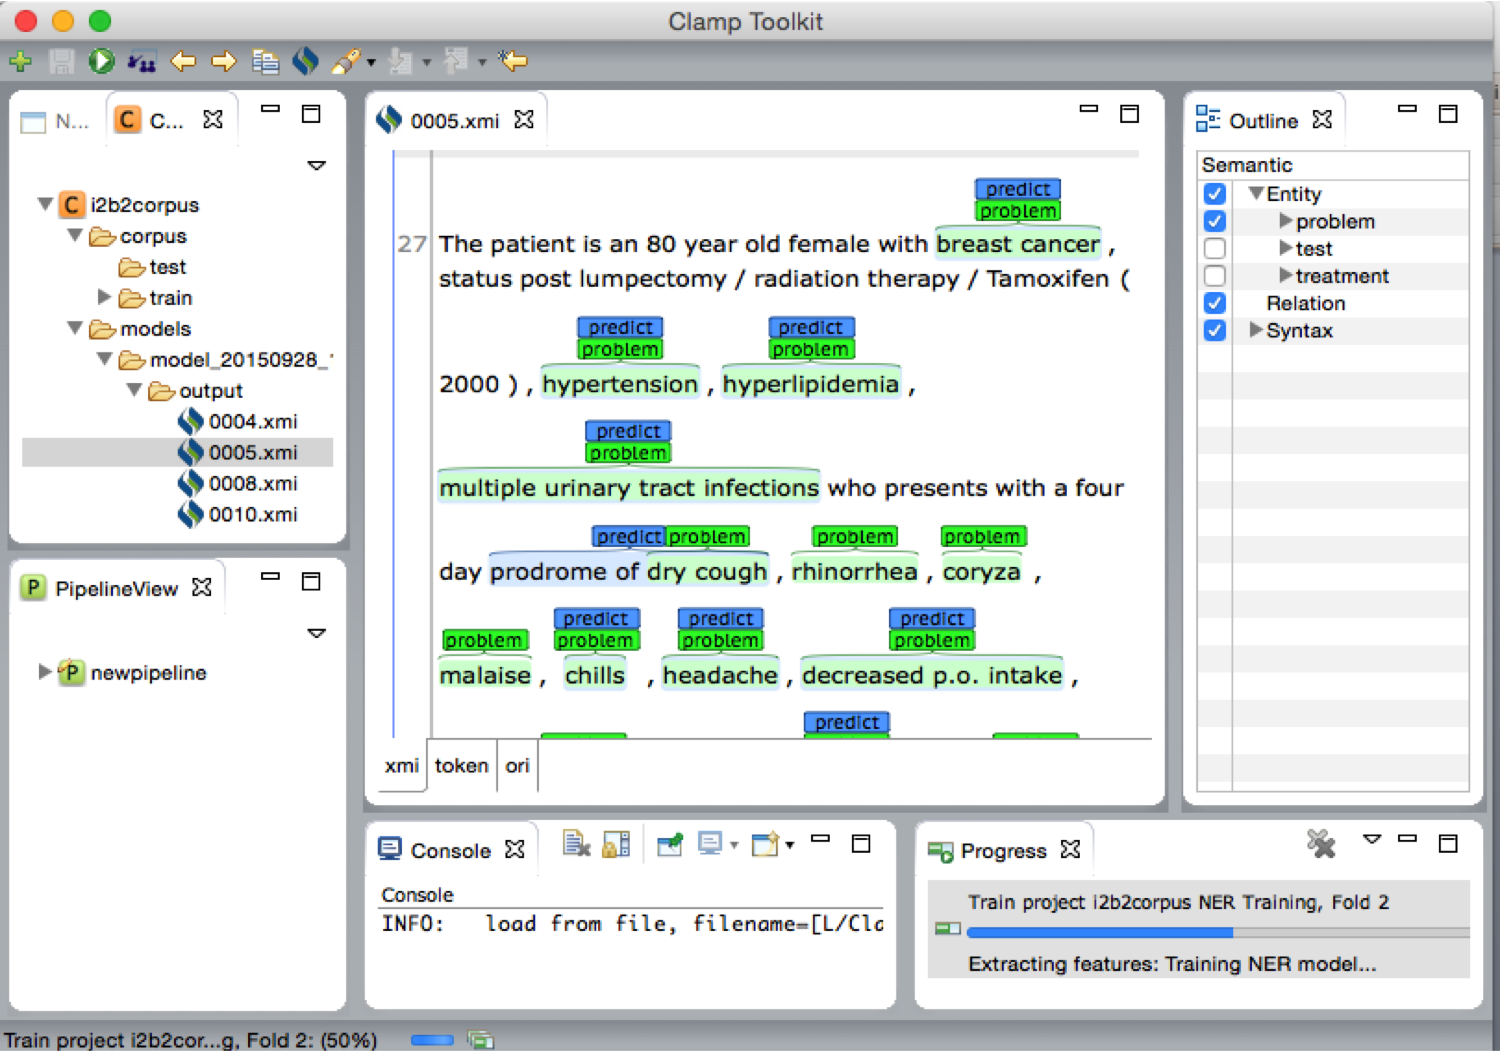 Clamp Toolkit
N...
C C...
C i2b2corpus
corpus
test
train
models
model_20150928_
output
0004.xmi
0005.xmi
0008.xmi
0010.xmi
P PipelineView
P newpipeline
0005.xmi
predict
problem
27 The patient is an 80 year old female with breast cancer ,
status post lumpectomy / radiation therapy / Tamoxifen (
predict predict
problem problem
2000 ) , hypertension , hyperlipidemia ,
predict
problem
multiple urinary tract infections who presents with a four
predict problem problem problem
day prodrome of dry cough , rhinorrhea , coryza ,
predict predict predict
problem problem problem problem
malaise , chills , headache , decreased p.o. intake ,
predict
xmi token ori
Outline
Semantic
Entity
problem
test
treatment
Relation
Syntax
Console
Console
INFO: load from file, filename=[L/Cla
Progress
Train project i2b2corpus NER Training, Fold 2
Extracting features: Training NER model...
Train project i2b2cor...g, Fold 2: (50%)